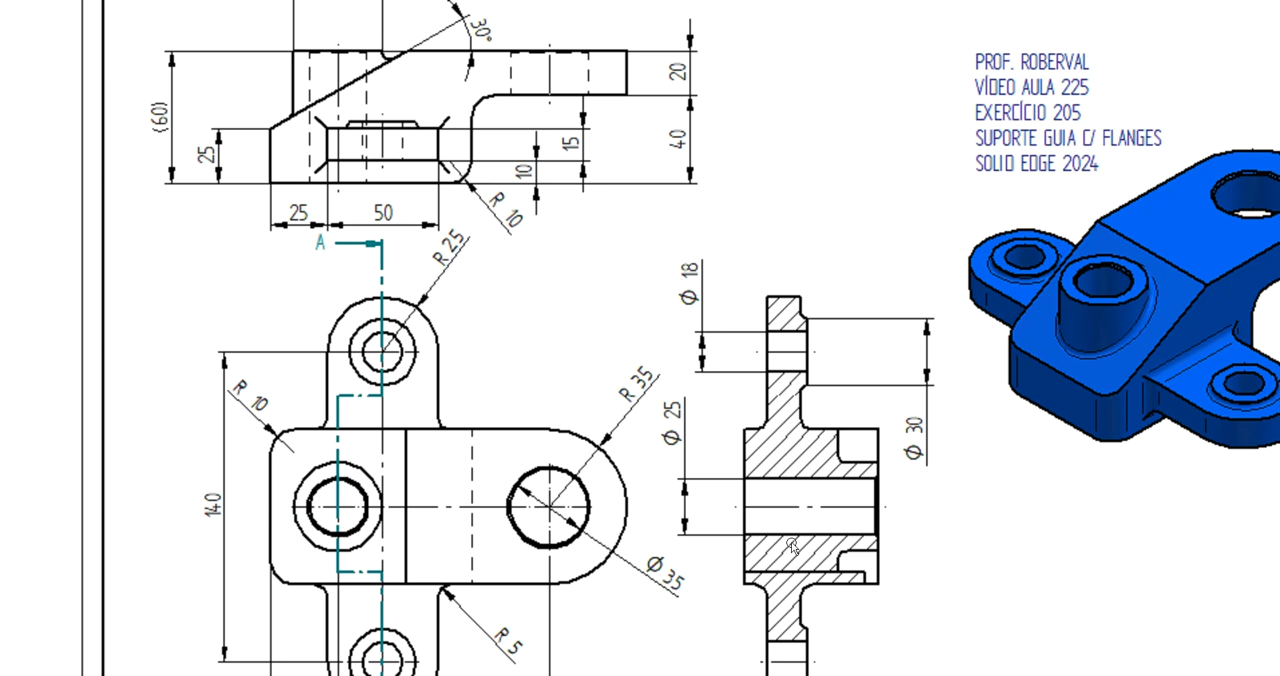 30°
20
(60)
25
15
10
40
25
50
R 10
A
R 25
Ø 18
R 35
R 10
Ø 25
Ø 30
140
Ø 35
R 5
PROF. ROBERVAL
VÍDEO AULA 225
EXERCÍCIO 205
SUPORTE GUIA C/ FLANGES
SOLID EDGE 2024